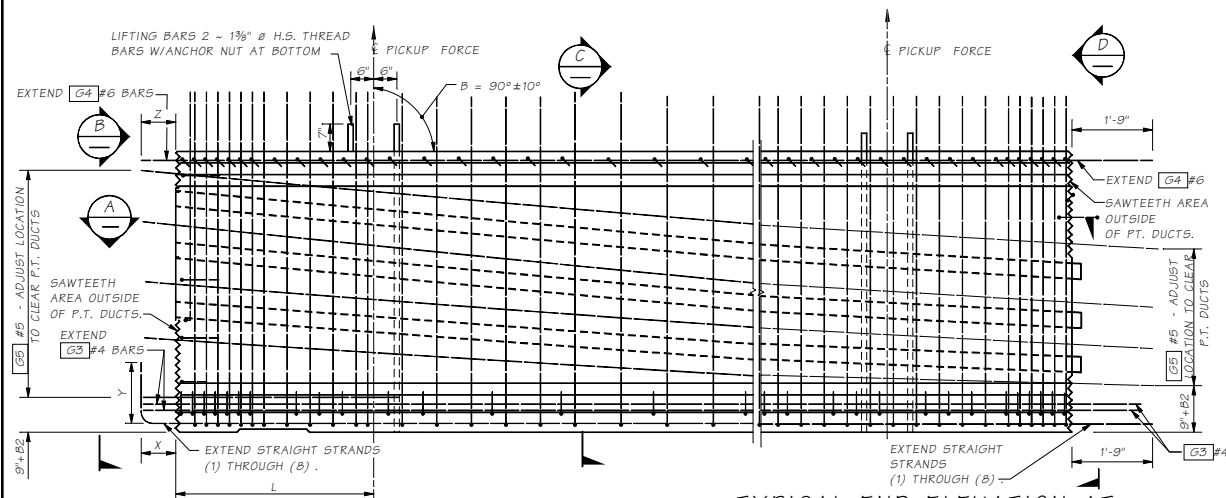 LIFTING BARS 2 ~ 1⅜" ø H.S. THREAD
BARS W/ANCHOR NUT AT BOTTOM
℄ PICKUP FORCE
℄ PICKUP FORCE
C
D
6"
6"
B = 90°±10°
EXTEND G4 #6 BARS
Z
B
7"
1'-9"
EXTEND G4 #6
SAWTEETH AREA
OUTSIDE
OF PT. DUCTS.
A
G5 #5 - ADJUST LOCATION
TO CLEAR P.T. DUCTS
SAWTEETH
AREA OUTSIDE
OF P.T. DUCTS.
EXTEND
G3 #4 BARS
G5 #5 - ADJUST
LOCATION TO CLEAR
P.T. DUCTS
Y
X
9"+B2
9"+B2
EXTEND STRAIGHT STRANDS
(1) THROUGH (8) .
EXTEND STRAIGHT
STRANDS
(1) THROUGH (8) .
G3 #4
1'-9"
L